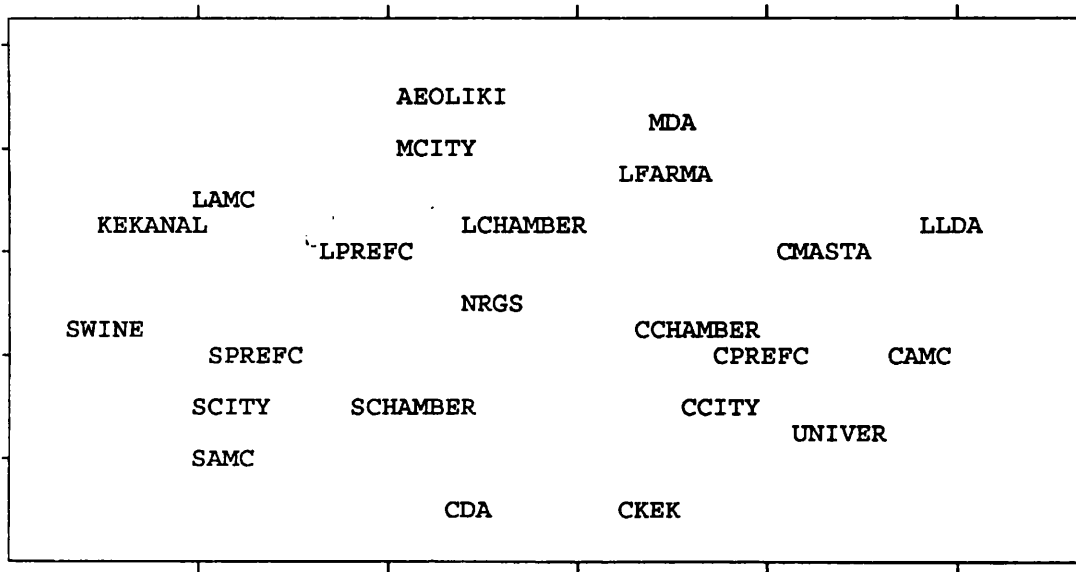 AEOLIKI
MDA
MCITY
LFARMA
LAMC
KEKANAL LCHAMBER LLDA
LPREFC CMASTA
NRGS
SWINE CCHAMBER
SPREFC CPREFC CAMC
SCITY SCHAMBER CCITY
UNIVER
SAMC
CDA CKEK